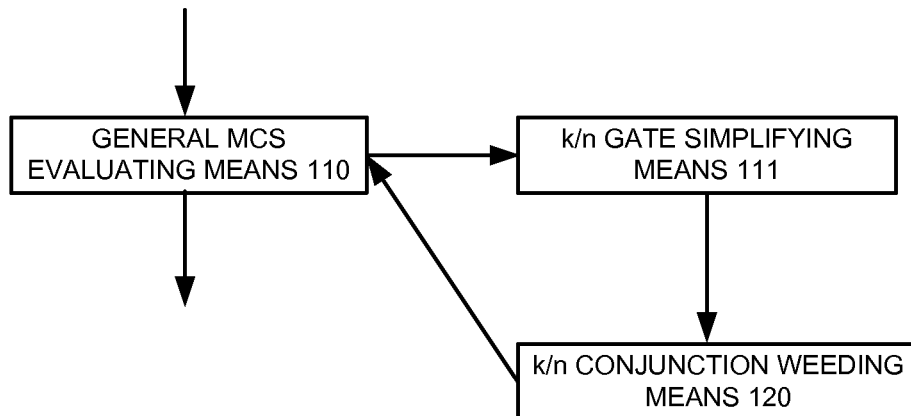 GENERAL MCS
EVALUATING MEANS 110
k/n GATE SIMPLIFYING
MEANS 111
k/n CONJUNCTION WEEDING
MEANS 120